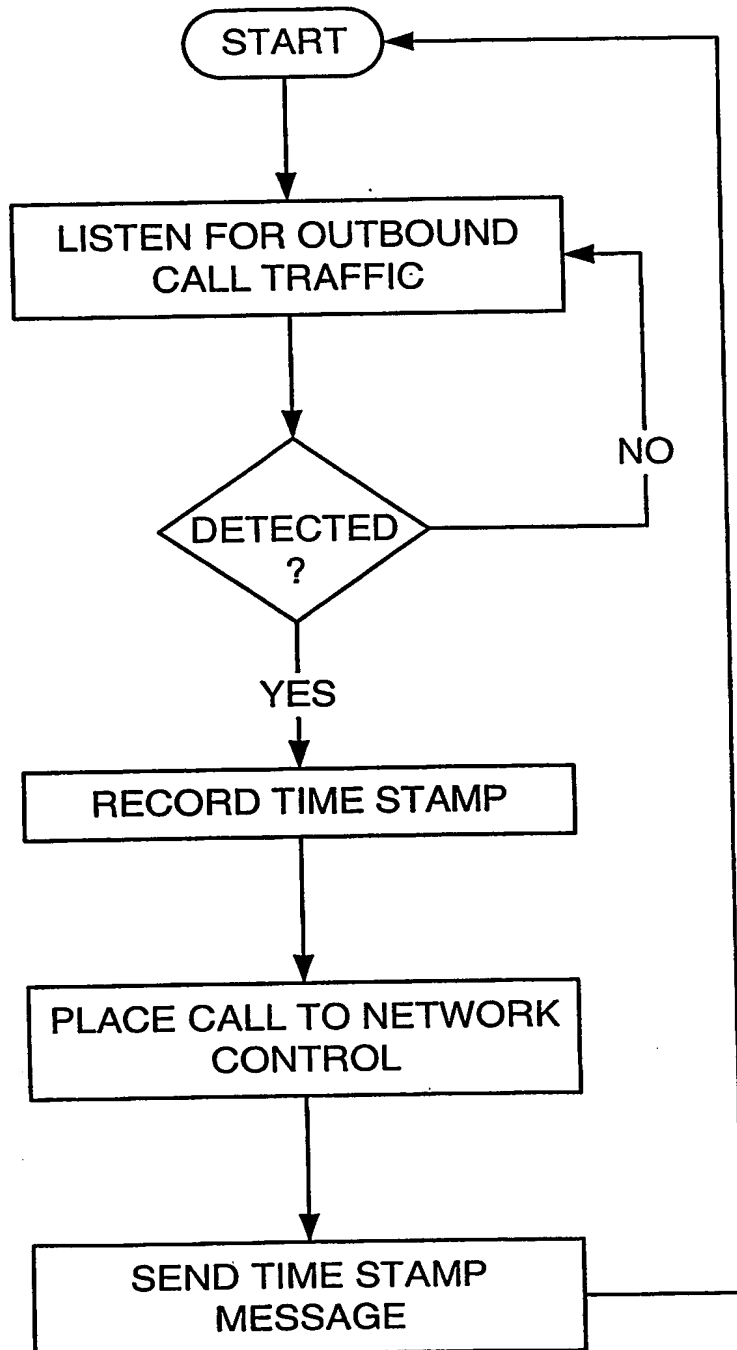 START
LISTEN FOR OUTBOUND
CALL TRAFFIC
NO
DETECTED
?
YES
RECORD TIME STAMP
PLACE CALL TO NETWORK
CONTROL
SEND TIME STAMP
MESSAGE